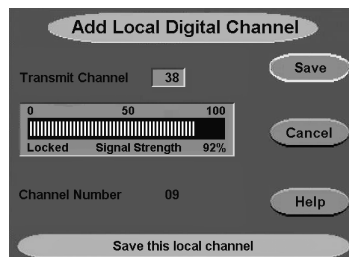 Add Local Digital Channel
Transmit Channel 38
Save
0 50 100
Locked Signal Strength 92%
Cancel
Channel Number 09
Help
Save this local channel